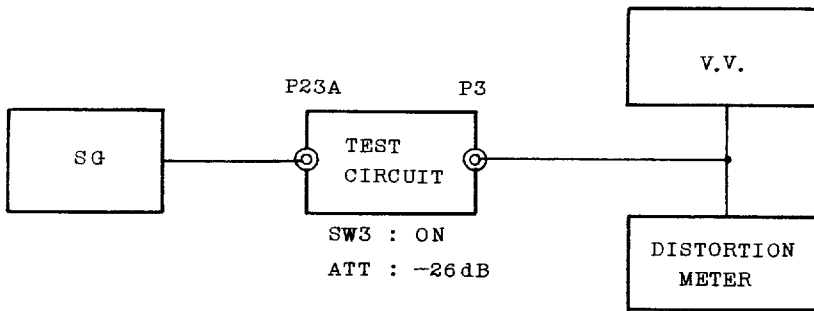 V.V.
P23A
P3
SG
TEST
CIRCUIT
SW3 : ON
ATT : -26dB
DISTORTION
METER